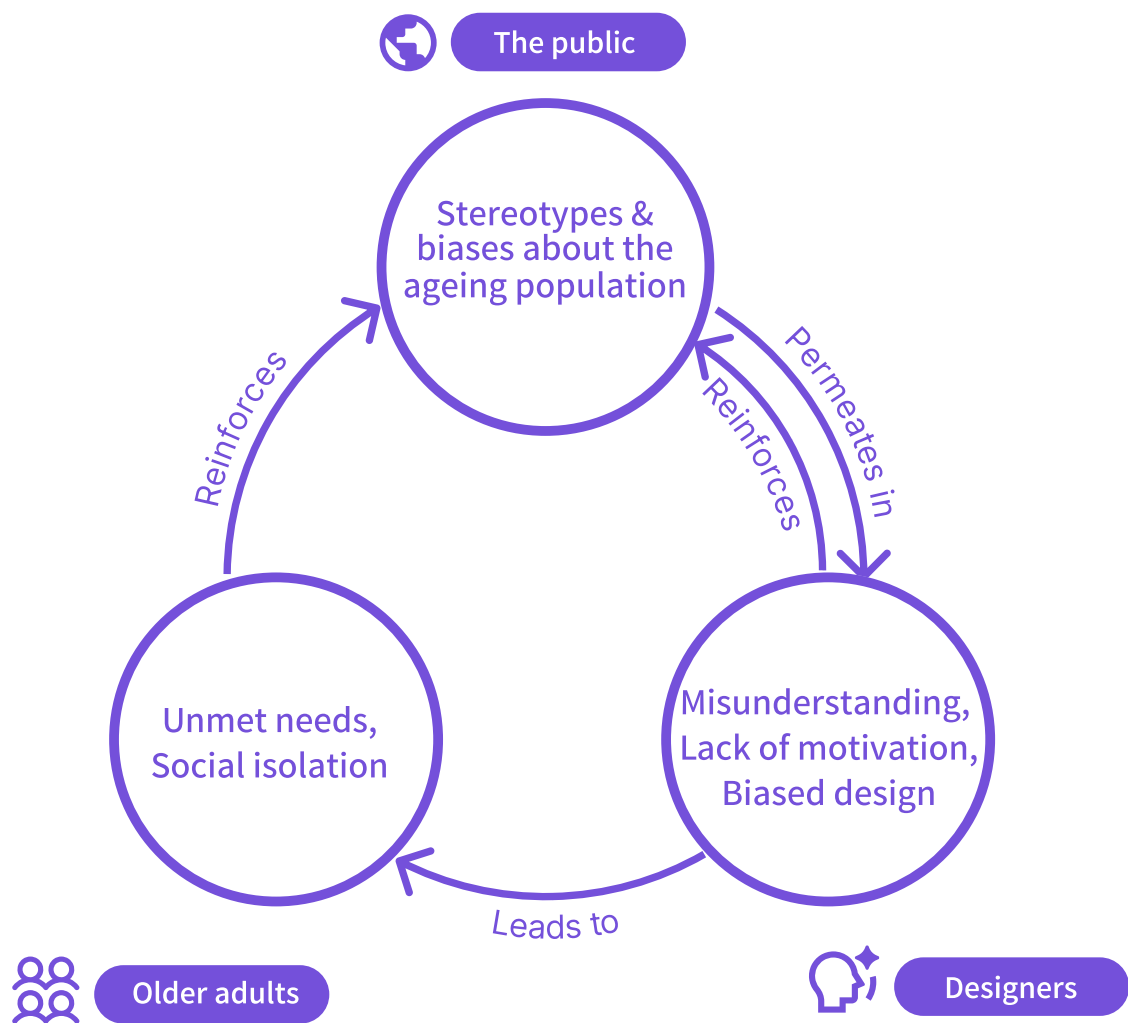 The public
Stereotypes &
biases about the
ageing population
Permeates in
Reinforces
Reinforces
Misunderstanding,
Lack of motivation,
Biased design
Unmet needs,
Social isolation
Leads to
Older adults
Designers